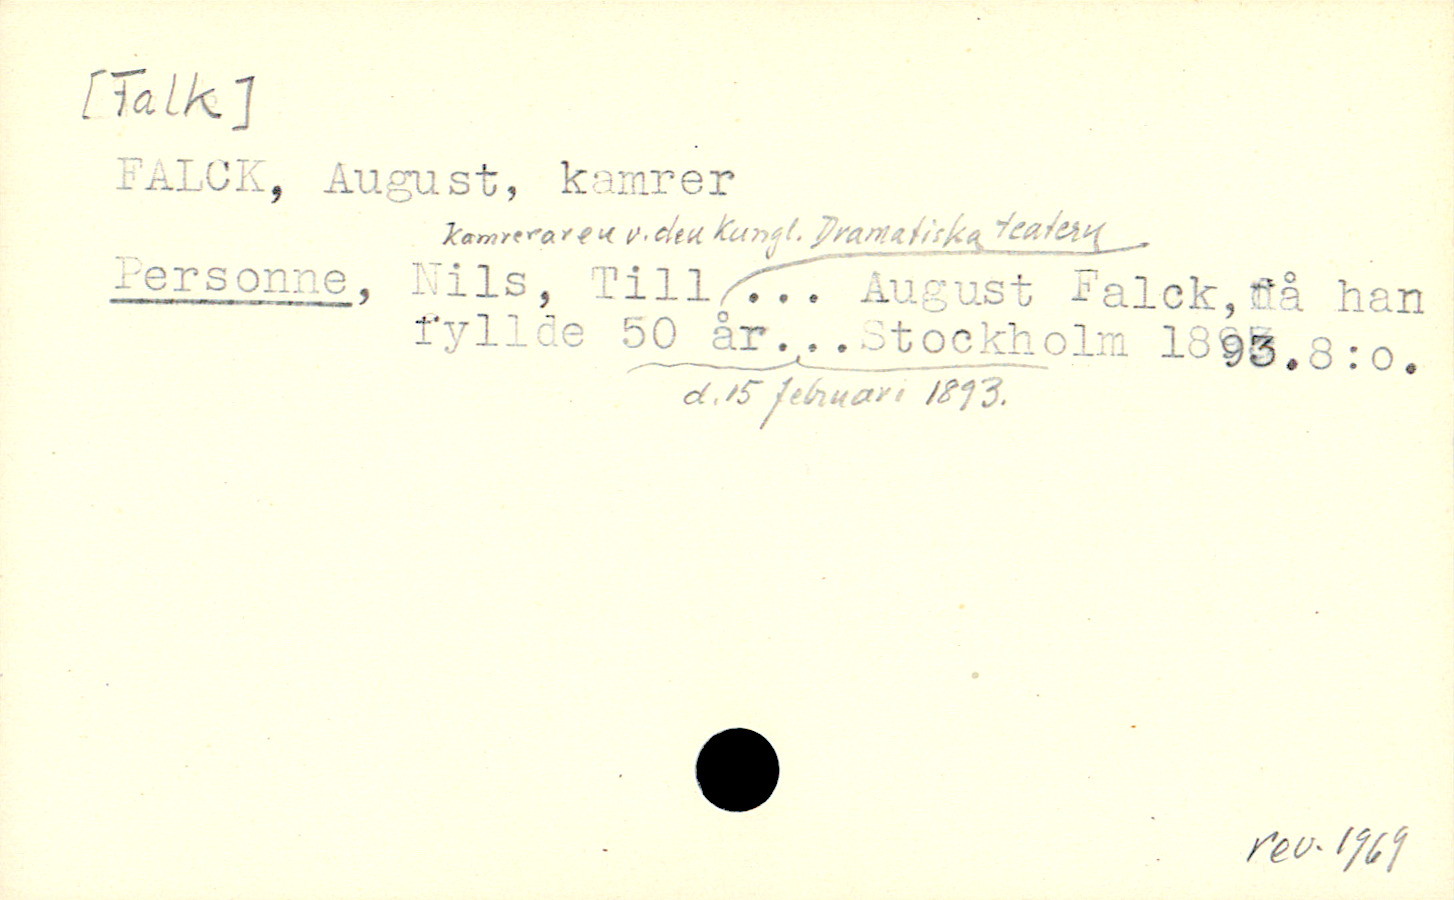 [Falk]
FALCK, August, kamrer
Kamreraren v. den Kungl. Dramatiska teatern
Personne, Nils, Till ... August Falck, då han
fyllde 50 år...Stockholm 1893.8:o.
d. 15 februari 1893.
rev. 1969